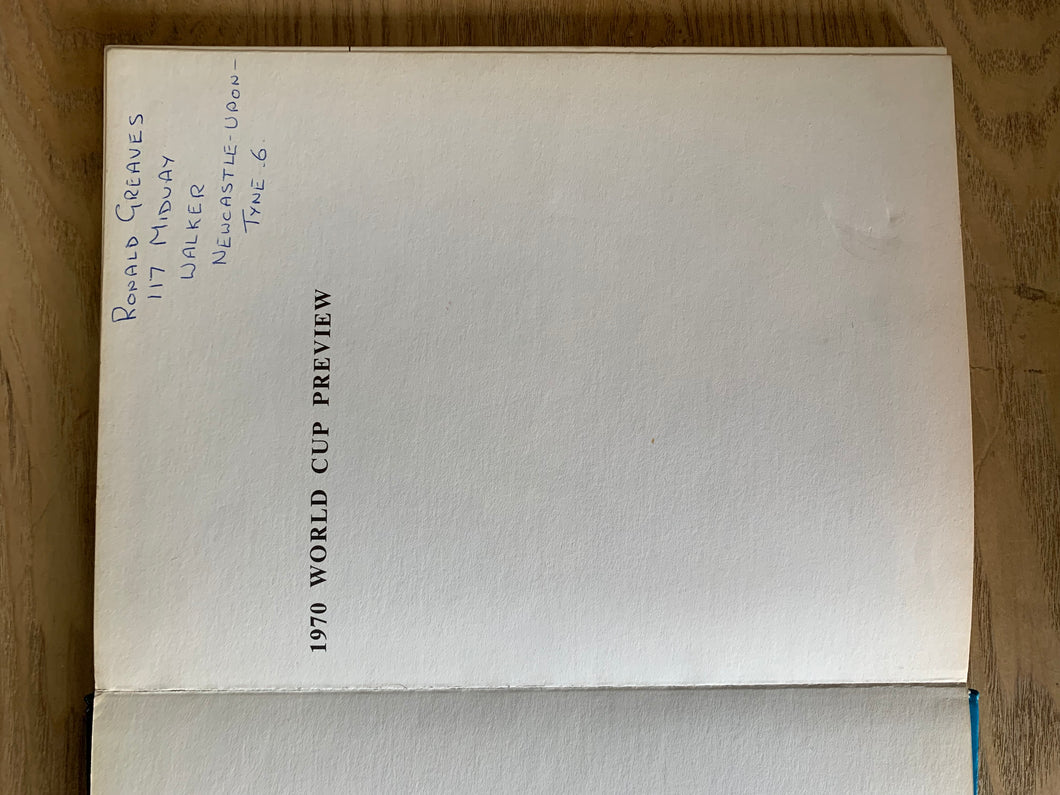 RONALD GREAVES
117 MIDWAY
WALKER
NEWCASTLE-UPON-
TYNE.6.
1970 WORLD CUP PREVIEW